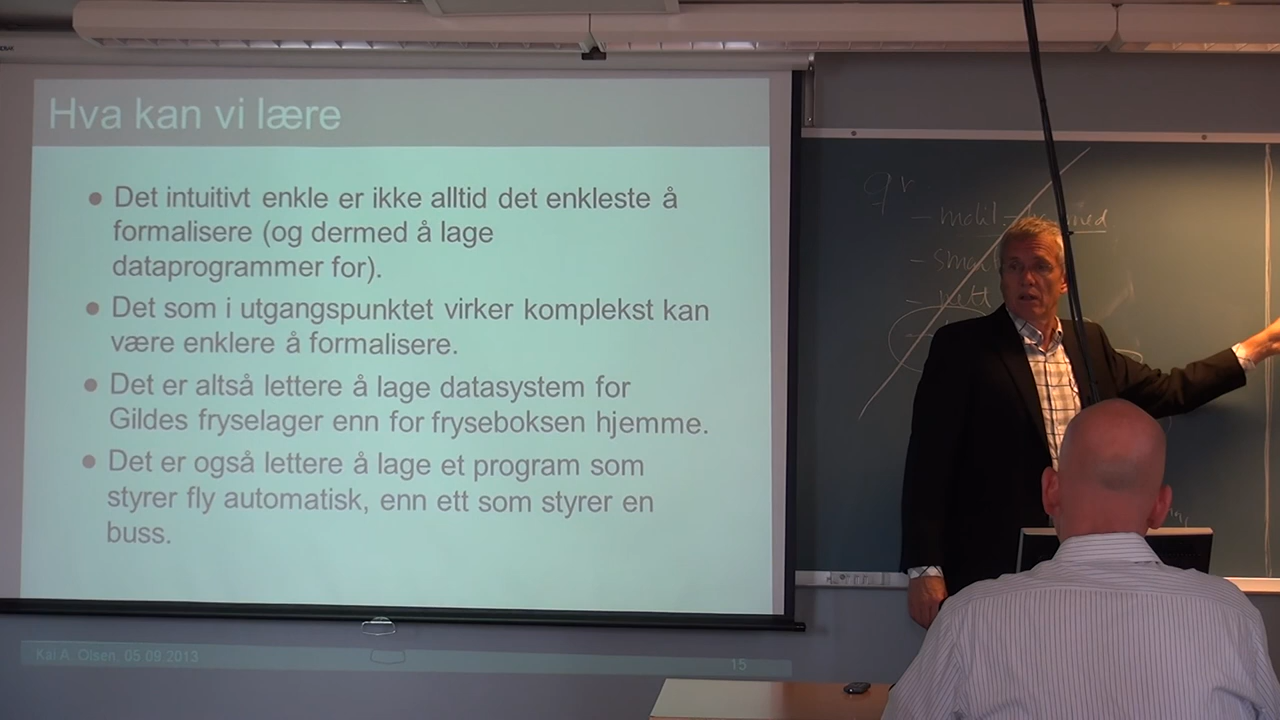 Hva kan vi lære
Det intuitivt enkle er ikke alltid det enkleste å
formalisere (og dermed å lage
dataprogrammer for).
Det som i utgangspunktet virker komplekst kan
være enklere å formalisere.
Det er altså lettere å lage datasystem for
Gildes fryselager enn for fryseboksen hjemme.
Det er også lettere å lage et program som
styrer fly automatisk, enn ett som styrer en
buss.
Kai A. Olsen, 05.09.2013
15